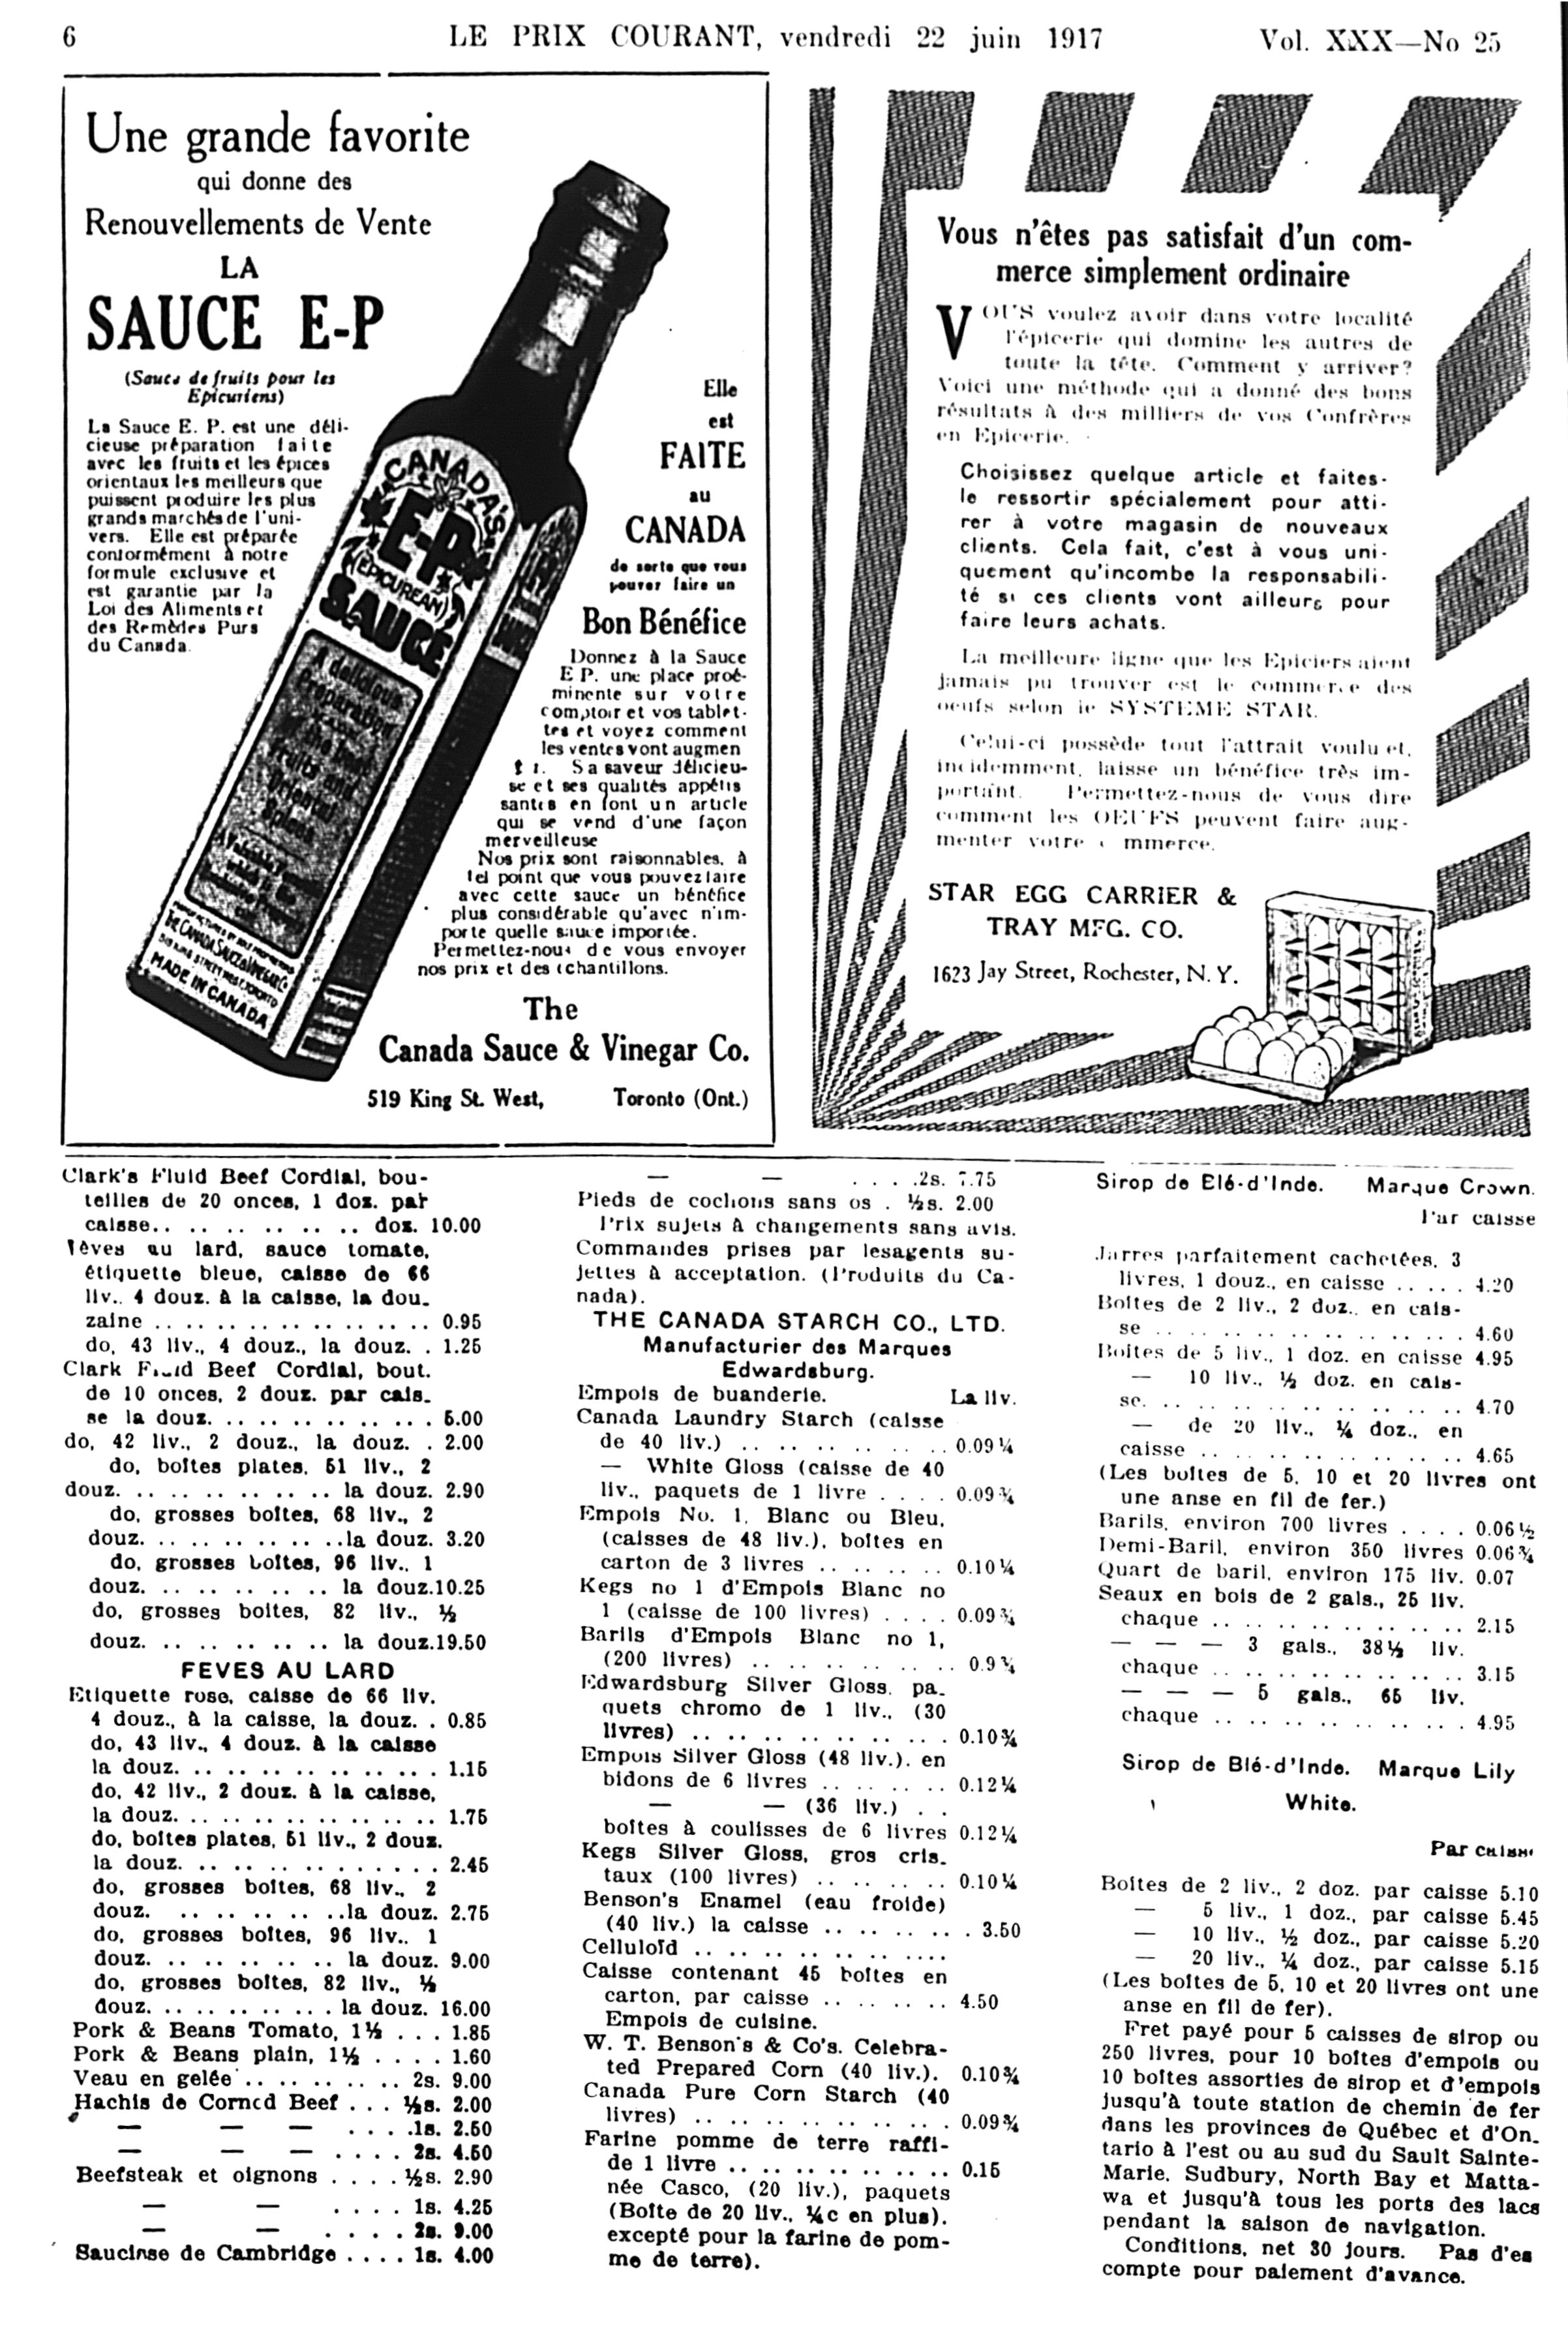 6
LE PRIX COURANT, vendredi 22 juin 1917
Vol. XXX—No 25
Une grande favorite
qui donne des
Renouvellements de Vente
LA
SAUCE E-P
(Sauce de fruits pour les
Epicuriens)
La Sauce E. P. est une déli-
cieuse préparation faite
avec les fruits et les épices
orientaux les meilleurs que
puissent produire les plus
grands marchés de l'uni-
vers. Elle est préparée
conformément à notre
formule exclusive et
est garantie par la
Loi des Aliments et
des Remèdes Purs
du Canada.
CANADA'S
E-P
(EPICUREAN)
SAUCE
A delicious
Preparation
of the best
Fruits and
Oriental
Spices
THE CANADA SAUCE & VINEGAR Co
MADE IN CANADA
Elle
est
FAITE
au
CANADA
de sorte que vous
pouvez faire un
Bon Bénéfice
Donnez à la Sauce
E P. une place proé-
minente sur votre
comptoir et vos tablet-
tes et voyez comment
les ventes vont augmen
Sa saveur délicieu-
se et ses qualités appétis
santes en font un article
qui se vend d'une façon
merveilleuse
Nos prix sont raisonnables, à
tel point que vous pouvez faire
avec cette sauce un bénéfice
plus considérable qu'avec n'im-
porte quelle sauce importée.
Permettez-nous de vous envoyer
nos prix et des échantillons.
The
Canada Sauce & Vinegar Co.
519 King St. West, Toronto (Ont.)
Vous n'êtes pas satisfait d'un com-
merce simplement ordinaire
VOUS voulez avoir dans votre localité
l'épicerie qui domine les autres de
toute la tête. Comment y arriver?
Voici une méthode qui a donné des bons
résultats à des milliers de vos Confrères
en Epicerie.
Choisissez quelque article et faites-
le ressortir spécialement pour atti-
rer à votre magasin de nouveaux
clients. Cela fait, c'est à vous uni-
quement qu'incombe la responsabili-
té si ces clients vont ailleurs pour
faire leurs achats.
La meilleure ligne que les Epiciers aient
jamais pu trouver est le commerce des
oeufs selon le SYSTEME STAR.
Celui-ci possède tout l'attrait voulu et,
incidemment, laisse un bénéfice très im-
portant. Permettez-nous de vous dire
comment les OEUFS peuvent faire aug-
menter votre c mmerce.
STAR EGG CARRIER &
TRAY MFG. CO.
1623 Jay Street, Rochester, N. Y.
Clark's Fluid Beef Cordial, bou-
teilles de 20 onces, 1 doz. par
caisse.. .. .. .. .. .. .. doz. 10.00
Fèves au lard, sauce tomate,
étiquette bleue, caisse de 66
liv., 4 douz. à la caisse, la dou.
zaine .. .. .. .. .. .. .. .. .. 0.95
do, 43 liv., 4 douz., la douz. . 1.25
Clark Fluid Beef Cordial, bout.
de 10 onces, 2 douz. par cais.
se la douz. .. .. .. .. .. .. .. 5.00
do, 42 liv., 2 douz., la douz. . 2.00
do, boîtes plates, 51 liv., 2
douz. .. .. .. .. .. .. .. la douz. 2.90
do, grosses boîtes, 68 liv., 2
douz. .. .. .. .. .. .. ..la douz. 3.20
do, grosses boîtes, 96 liv., 1
douz. .. .. .. .. .. .. la douz.10.25
do, grosses boîtes, 82 liv., ½
douz. .. .. .. .. .. .. la douz.19.50
FEVES AU LARD
Etiquette rose, caisse de 66 liv.
4 douz., à la caisse, la douz. . 0.85
do, 43 liv., 4 douz. à la caisse
la douz. .. .. .. .. .. .. .. .. 1.15
do, 42 liv., 2 douz. à la caisse,
la douz. .. .. .. .. .. .. .. .. 1.75
do, boîtes plates, 51 liv., 2 douz.
la douz. .. .. .. .. .. .. .. .. 2.45
do, grosses boîtes, 68 liv., 2
douz. .. .. .. .. .. ..la douz. 2.75
do, grosses boîtes, 96 liv.. 1
douz. .. .. .. .. .. .. la douz. 9.00
do, grosses boîtes, 82 liv., ½
douz. .. .. .. .. .. .. la douz. 16.00
Pork & Beans Tomato, 1½ . . . 1.85
Pork & Beans plain, 1½ . . . . 1.60
Veau en gelée .. .. .. .. .. 2s. 9.00
Hachis de Corned Beef . . . ½s. 2.00
— — — . . . .1s. 2.50
— — — . . . . 2s. 4.50
Beefsteak et oignons . . . . ½s. 2.90
— — . . . . 1s. 4.25
— — . . . . 2s. 9.00
Saucisse de Cambridge . . . . 1s. 4.00
— — . . . .2s. 7.75
Pieds de cochons sans os . ½s. 2.00
Prix sujets à changements sans avis.
Commandes prises par lesagents su-
jettes à acceptation. (Produits du Ca-
nada).
THE CANADA STARCH CO., LTD.
Manufacturier des Marques
Edwardsburg.
Empois de buanderie. La liv.
Canada Laundry Starch (caisse
de 40 liv.) .. .. .. .. .. .. 0.09¼
— White Gloss (caisse de 40
liv., paquets de 1 livre . . . . 0.09¾
Empois No. 1, Blanc ou Bleu,
(caisses de 48 liv.), boîtes en
carton de 3 livres .. .. .. .. 0.10¼
Kegs no 1 d'Empois Blanc no
1 (caisse de 100 livres) . . . . 0.09¾
Barils d'Empois Blanc no 1,
(200 livres) .. .. .. .. .. .. 0.9¾
Edwardsburg Silver Gloss, pa.
quets chromo de 1 liv., (30
livres) .. .. .. .. .. .. .. .. 0.10¾
Empois Silver Gloss (48 liv.), en
bidons de 6 livres .. .. .. .. 0.12¼
— — (36 liv.) . .
boîtes à coulisses de 6 livres 0.12¼
Kegs Silver Gloss, gros cris.
taux (100 livres) .. .. .. .. 0.10¼
Benson's Enamel (eau froide)
(40 liv.) la caisse .. .. .. .. . 3.50
Celluloïd .. .. .. .. .. .. .. ....
Caisse contenant 45 boîtes en
carton, par caisse .. .. .. .. 4.50
Empois de cuisine.
W. T. Benson's & Co's. Celebra-
ted Prepared Corn (40 liv.). 0.10¾
Canada Pure Corn Starch (40
livres) .. .. .. .. .. .. .. .. 0.09¾
Farine pomme de terre raffi-
de 1 livre .. .. .. .. .. .. .. 0.15
née Casco, (20 liv.), paquets
(Boîte de 20 liv., ¼c en plus).
excepté pour la farine de pom-
me de terre).
Sirop de Blé-d'Inde. Marque Crown.
Par caisse
Jarres parfaitement cachetées, 3
livres, 1 douz., en caisse .. . . . 4.20
Boîtes de 2 liv., 2 doz.. en cais-
se .. .. .. .. .. .. .. .. .. .. 4.60
Boîtes de 5 liv., 1 doz. en caisse 4.95
— 10 liv., ½ doz. en cais-
se. .. .. .. .. .. .. .. .. .. 4.70
— de 20 liv., ¼ doz., en
caisse .. .. .. .. .. .. .. .. 4.65
(Les boîtes de 5, 10 et 20 livres ont
une anse en fil de fer.)
Barils, environ 700 livres . . . . 0.06½
Demi-Baril, environ 350 livres 0.06¾
Quart de baril, environ 175 liv. 0.07
Seaux en bois de 2 gals., 25 liv.
chaque .. .. .. .. .. .. .. .. 2.15
— — — 3 gals., 38½ liv.
chaque .. .. .. .. .. .. .. .. 3.15
— — — 5 gals., 65 liv.
chaque .. .. .. .. .. .. .. .. 4.95
Sirop de Blé-d'Inde. Marque Lily
White.
Par caisse
Boîtes de 2 liv., 2 doz. par caisse 5.10
— 5 liv., 1 doz., par caisse 5.45
— 10 liv., ½ doz., par caisse 5.20
— 20 liv., ¼ doz., par caisse 5.15
(Les boîtes de 5, 10 et 20 livres ont une
anse en fil de fer).
Fret payé pour 5 caisses de sirop ou
250 livres, pour 10 boîtes d'empois ou
10 boîtes assorties de sirop et d'empois
jusqu'à toute station de chemin de fer
dans les provinces de Québec et d'On.
tario à l'est ou au sud du Sault Sainte-
Marie, Sudbury, North Bay et Matta-
wa et jusqu'à tous les ports des lacs
pendant la saison de navigation.
Conditions, net 30 jours. Pas d'es
compte pour paiement d'avance.